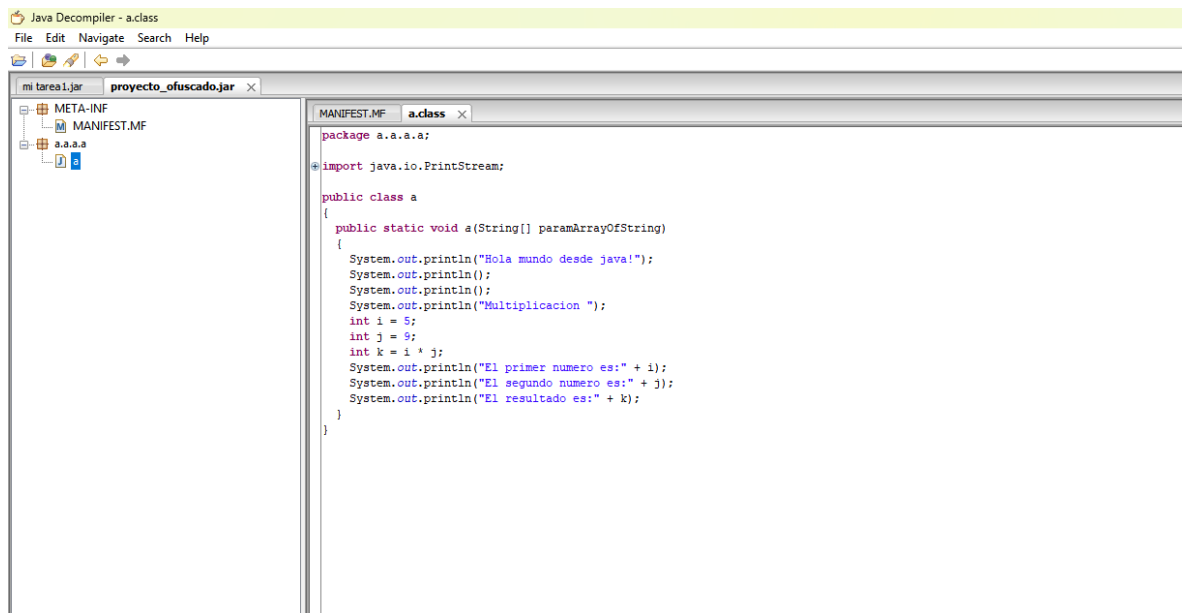 Java Decompiler - a.class
File Edit Navigate Search Help
mi tarea1.jar proyecto_ofuscado.jar
META-INF
MANIFEST.MF
a.a.a.a
a
MANIFEST.MF a.class
package a.a.a.a;
import java.io.PrintStream;
public class a
{
public static void a(String[] paramArrayOfString)
{
System.out.println("Hola mundo desde java!");
System.out.println();
System.out.println();
System.out.println("Multiplicacion ");
int i = 5;
int j = 9;
int k = i * j;
System.out.println("El primer numero es:" + i);
System.out.println("El segundo numero es:" + j);
System.out.println("El resultado es:" + k);
}
}